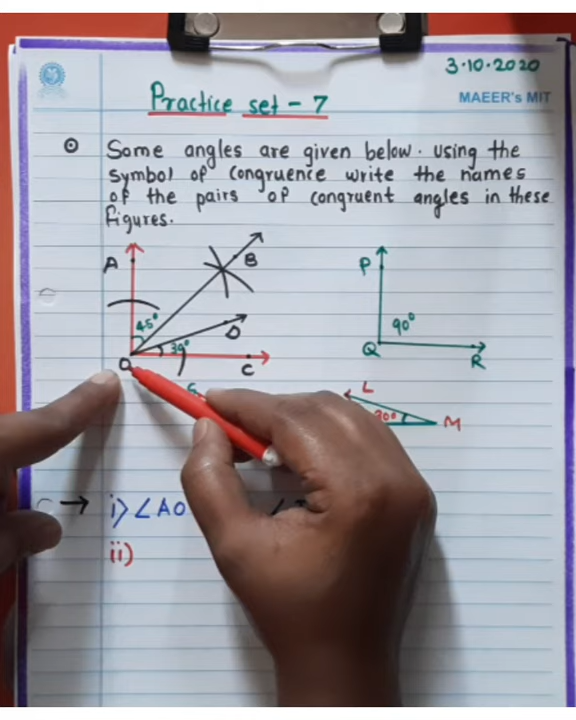 3.10.2020
MAEER's MIT
Practice set - 7
Some angles are given below. Using the
symbol of congruence write the names
of the pairs of congruent angles in these
figures.
A
B
45°
D
30°
O
C
P
90°
Q
R
L
30°
M
i) ∠AO
ii)